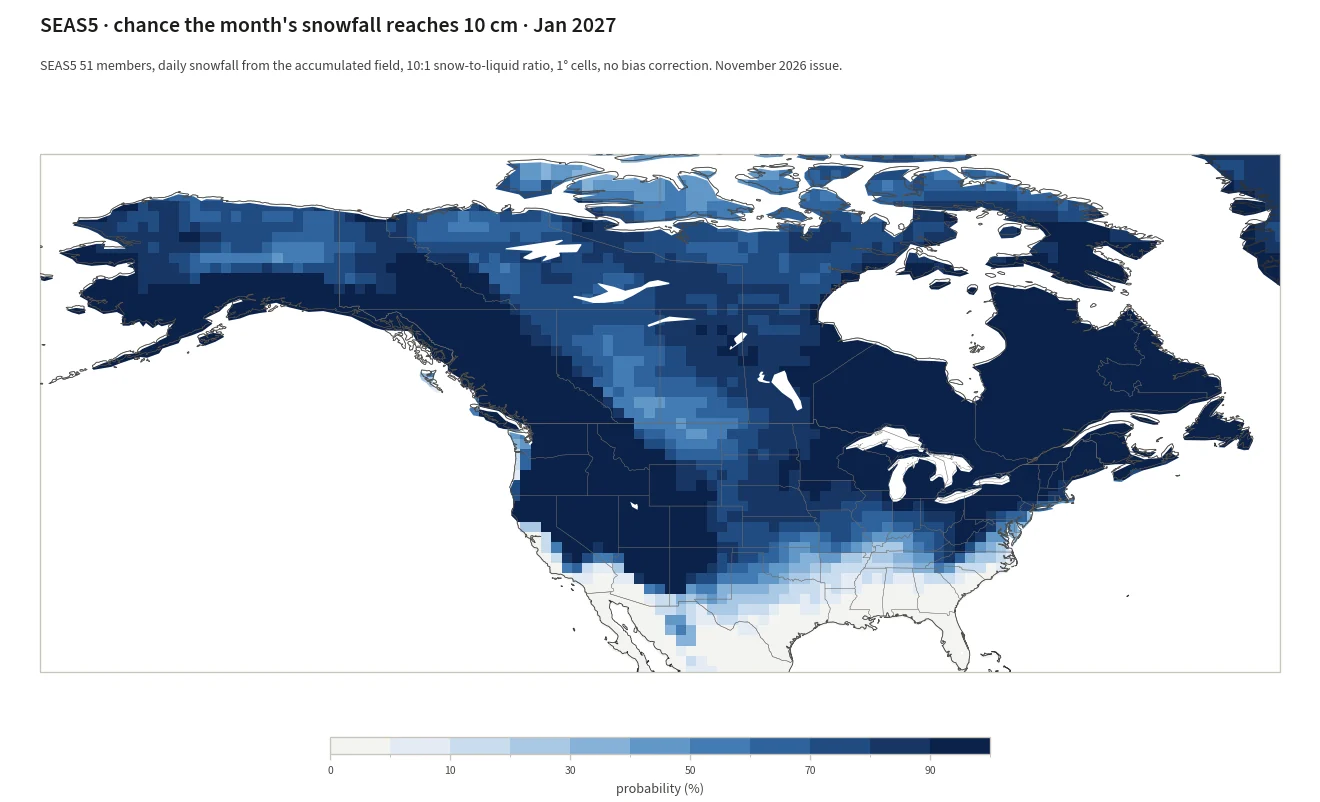 SEAS5 · chance the month's snowfall reaches 10 cm · Jan 2027
SEAS5 51 members, daily snowfall from the accumulated field, 10:1 snow-to-liquid ratio, 1° cells, no bias correction. November 2026 issue.
0 10 30 50 70 90
probability (%)